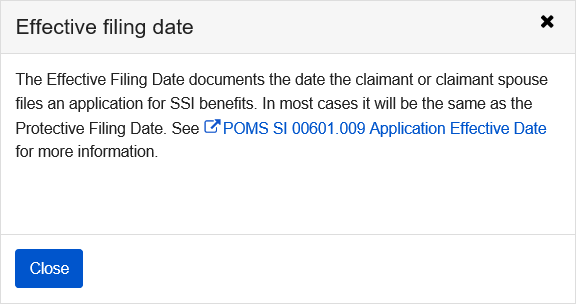 Effective filing date
The Effective Filing Date documents the date the claimant or claimant spouse
files an application for SSI benefits. In most cases it will be the same as the
Protective Filing Date. See POMS SI 00601.009 Application Effective Date
for more information.
Close